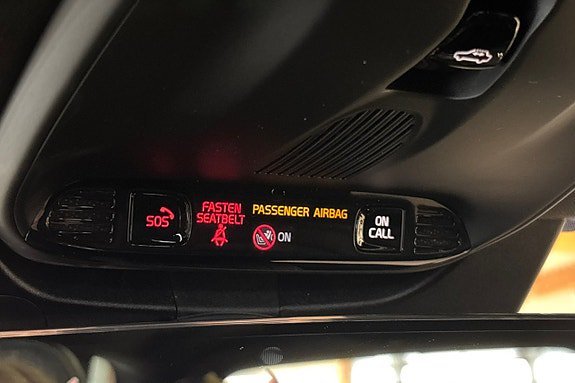 SOS
FASTEN
SEATBELT
PASSENGER AIRBAG
ON
ON
CALL